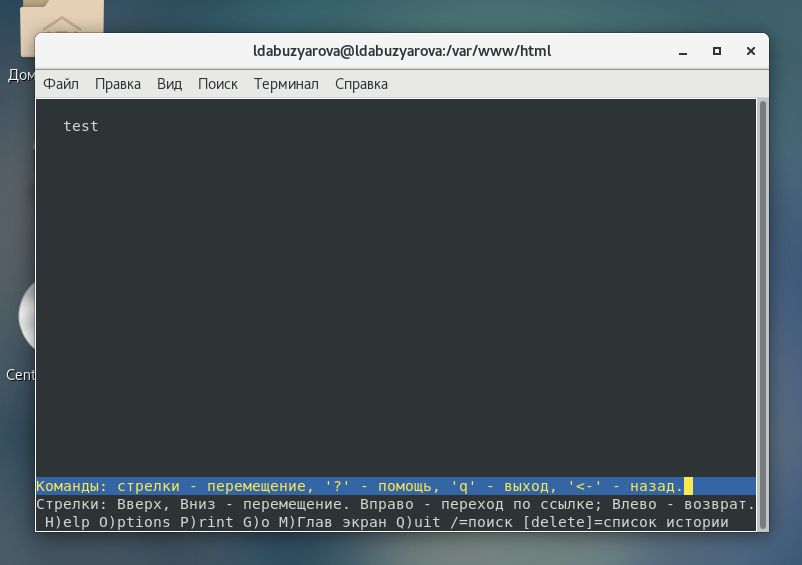 Дом
ldabuzyarova@ldabuzyarova:/var/www/html
Файл Правка Вид Поиск Терминал Справка
test
Cent
Команды: стрелки - перемещение, '?' - помощь, 'q' - выход, '<-' - назад.
Стрелки: Вверх, Вниз - перемещение. Вправо - переход по ссылке; Влево - возврат.
H)elp O)ptions P)rint G)o M)Глав экран Q)uit /=поиск [delete]=список истории